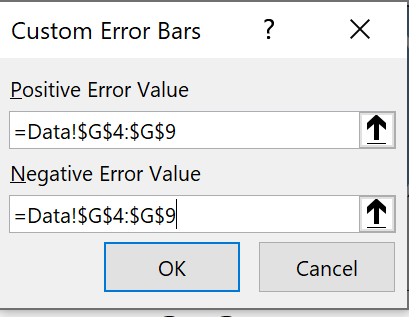 Custom Error Bars ?
Positive Error Value
=Data!$G$4:$G$9
Negative Error Value
=Data!$G$4:$G$9
OK Cancel